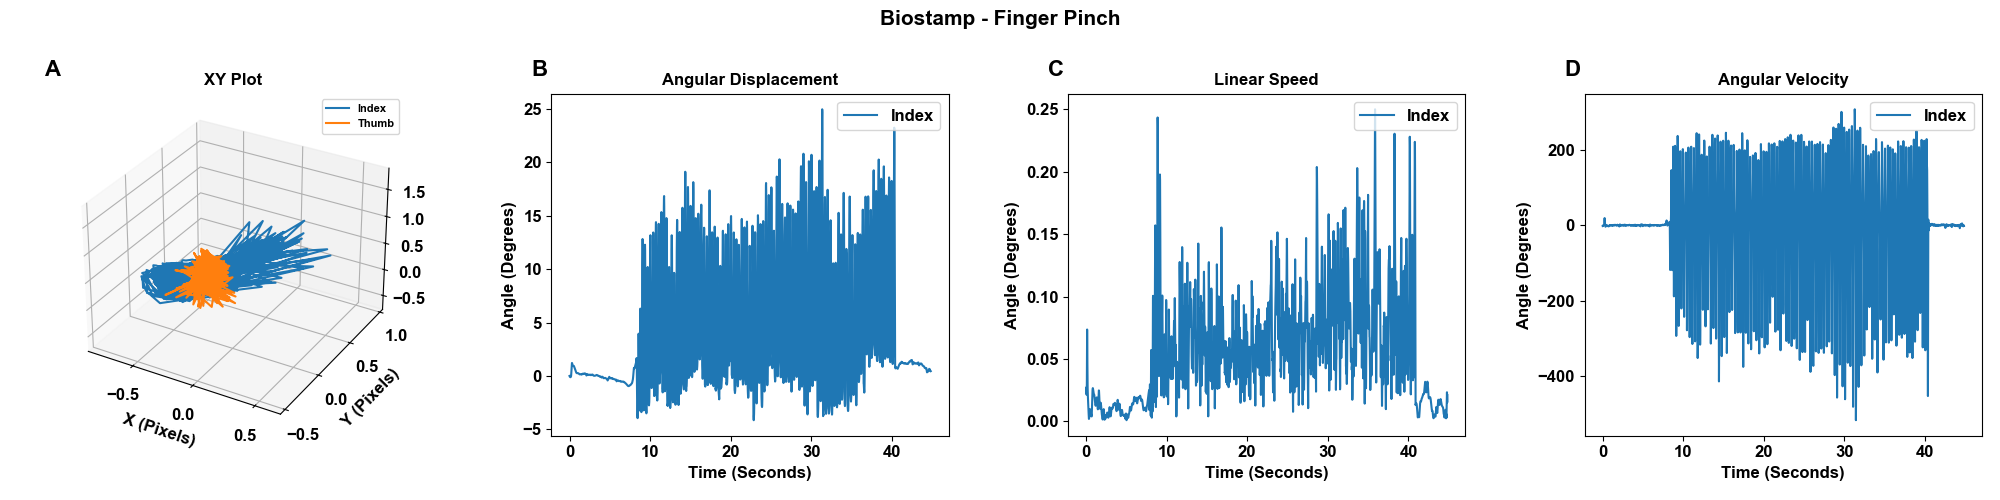 Biostamp - Finger Pinch
A
XY Plot
Index
Thumb
1.5
1.0
0.5
0.0
−0.5
1.0
0.5
0.0
−0.5
−0.5
0.0
0.5
X (Pixels)
Y (Pixels)
B
Angular Displacement
Index
25
20
15
10
5
0
−5
Angle (Degrees)
0 10 20 30 40
Time (Seconds)
C
Linear Speed
Index
0.25
0.20
0.15
0.10
0.05
0.00
Angle (Degrees)
0 10 20 30 40
Time (Seconds)
D
Angular Velocity
Index
200
0
−200
−400
Angle (Degrees)
0 10 20 30 40
Time (Seconds)